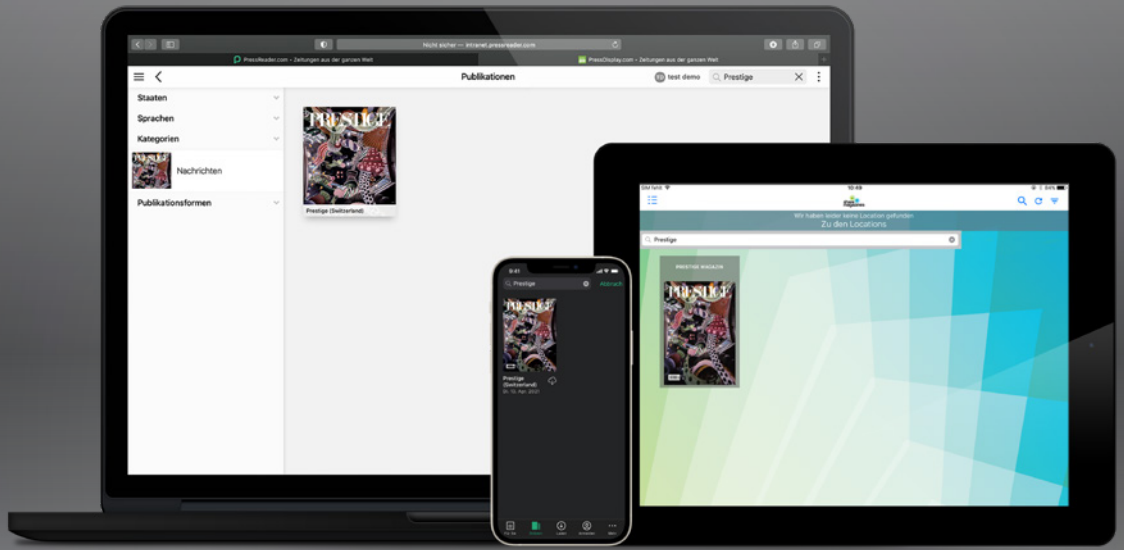 Nicht sicher — intranet.pressreader.com
PressReader.com - Zeitungen aus der ganzen Welt
PressDisplay.com - Zeitungen aus der ganzen Welt
Publikationen
test demo
Prestige
Staaten
Sprachen
Kategorien
Nachrichten
Publikationsformen
PRESTIGE
PRESTIGE
Prestige (Switzerland)
9:41
Prestige
Abbruch
PRESTIGE
Prestige
(Switzerland)
10:49
Wir haben leider keine Location gefunden
Zu den Locations
Prestige
PRESTIGE MAGAZIN
PRESTIGE